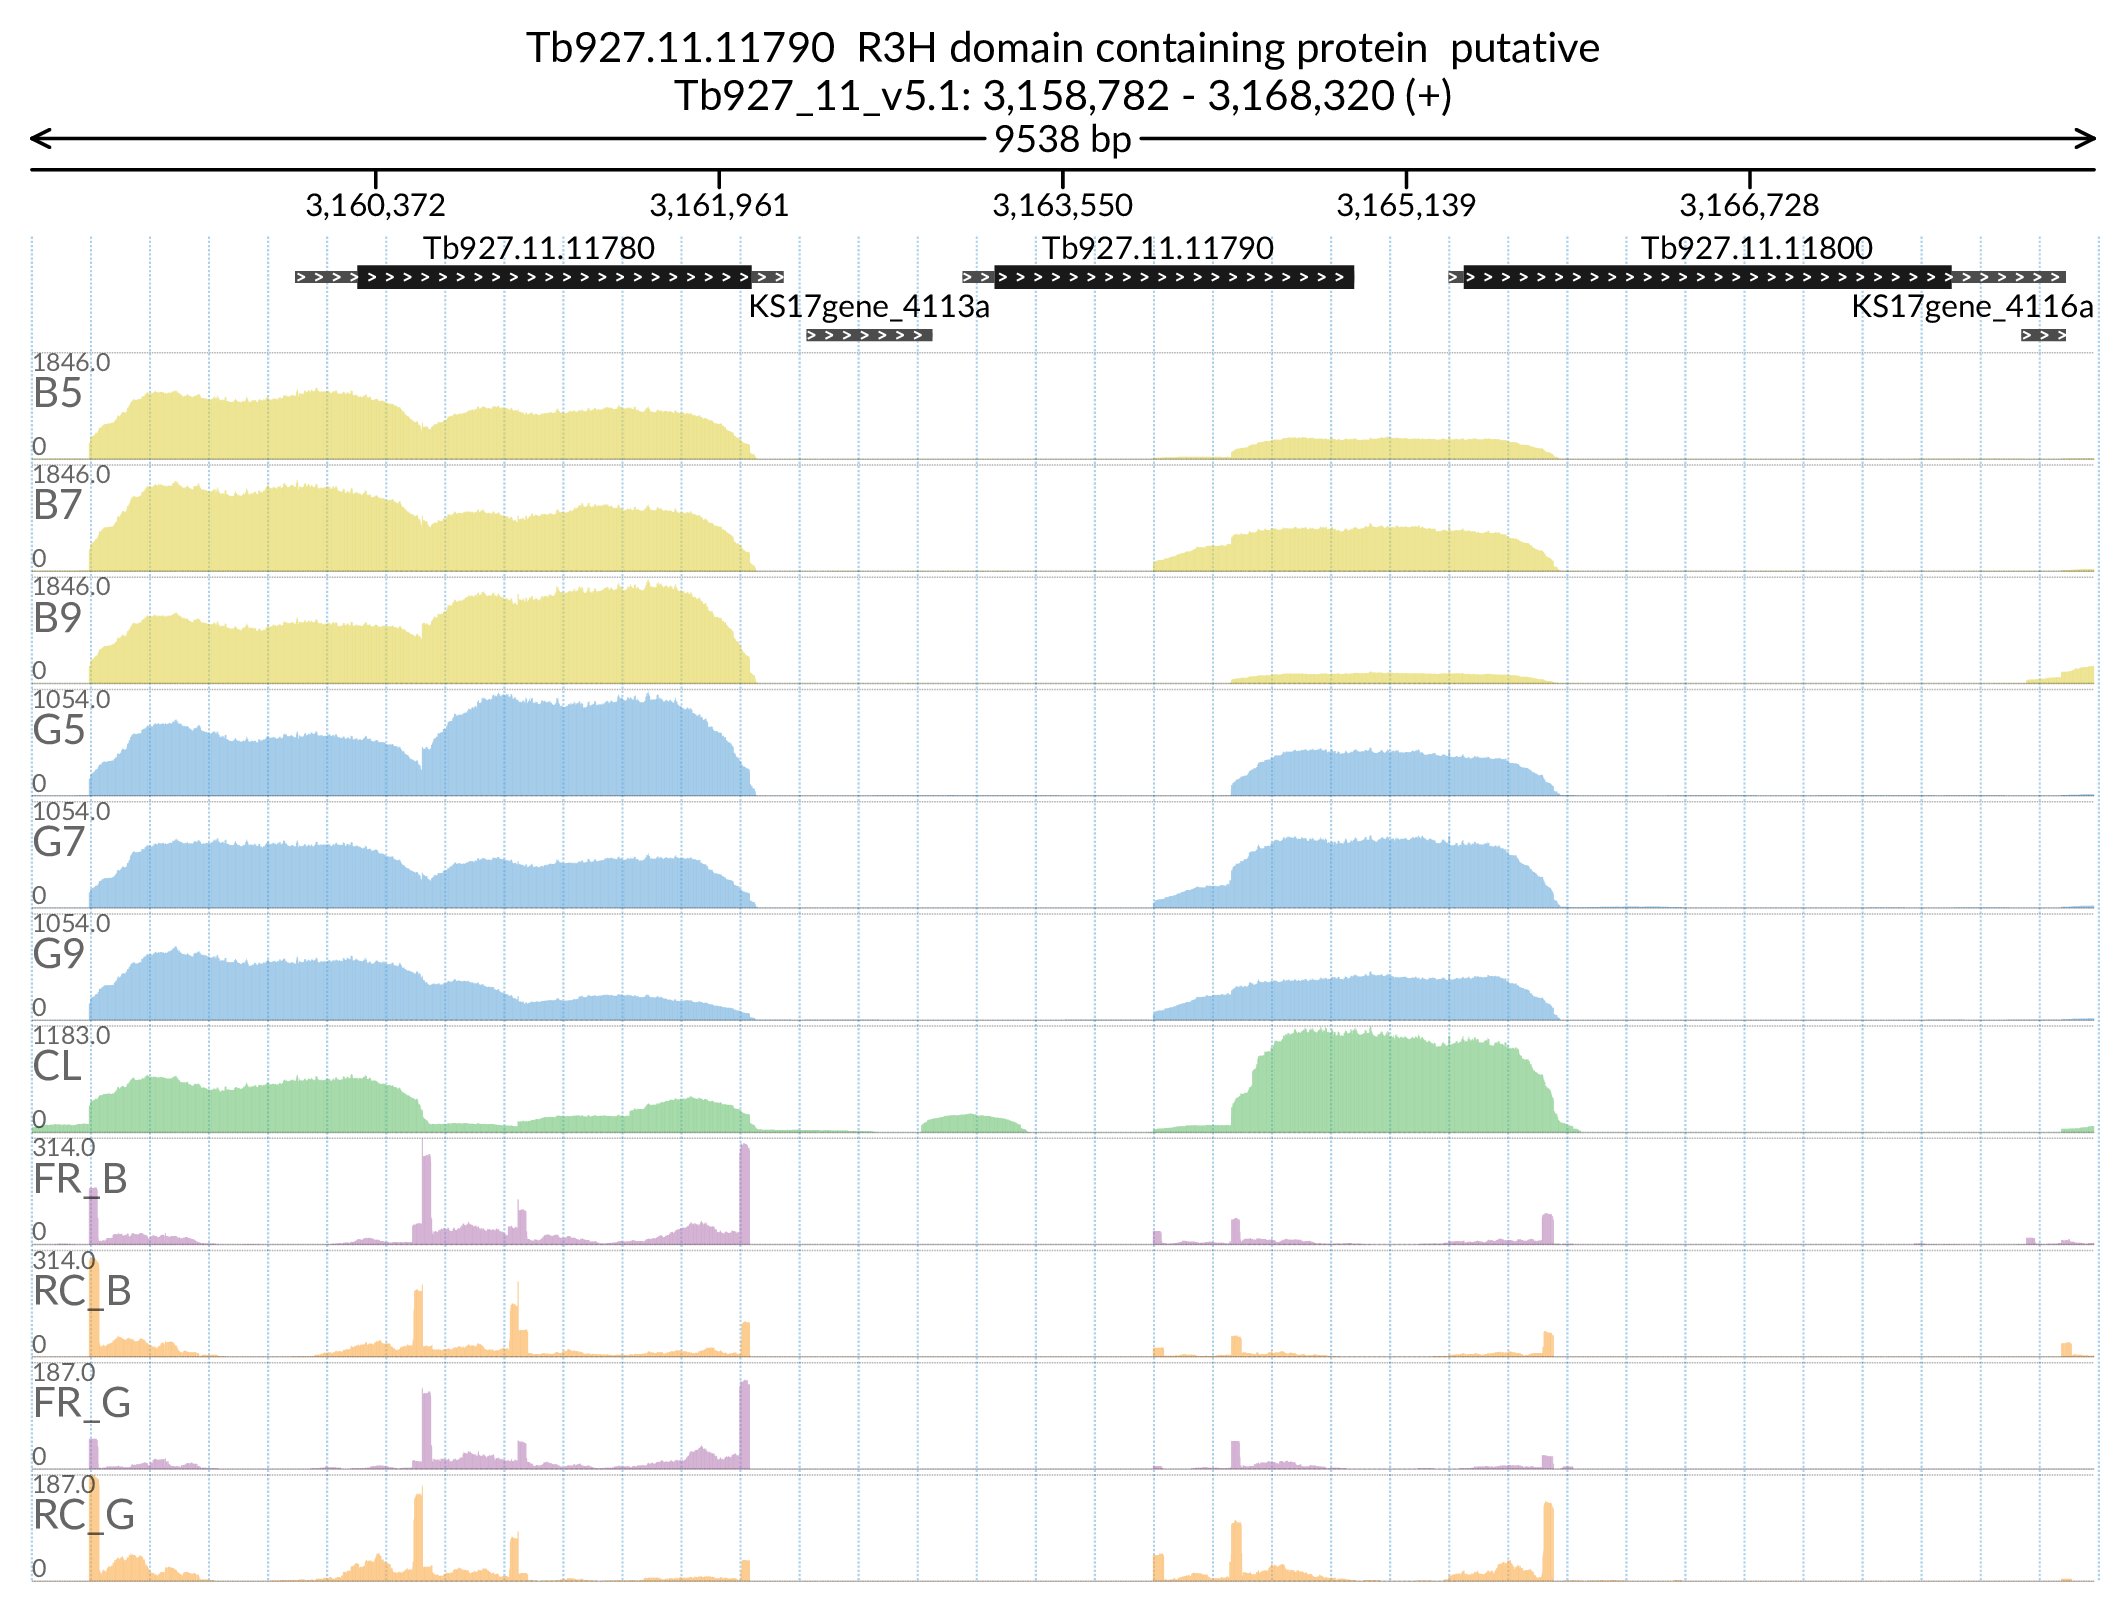 Tb927.11.11790  R3H domain containing protein  putative
Tb927_11_v5.1: 3,158,782 - 3,168,320 (+)
9538 bp
3,160,372 3,161,961 3,163,550 3,165,139 3,166,728
Tb927.11.11780 Tb927.11.11790 Tb927.11.11800
KS17gene_4113a KS17gene_4116a
1846.0
B5
0
1846.0
B7
0
1846.0
B9
0
1054.0
G5
0
1054.0
G7
0
1054.0
G9
0
1183.0
CL
0
314.0
FR_B
0
314.0
RC_B
0
187.0
FR_G
0
187.0
RC_G
0